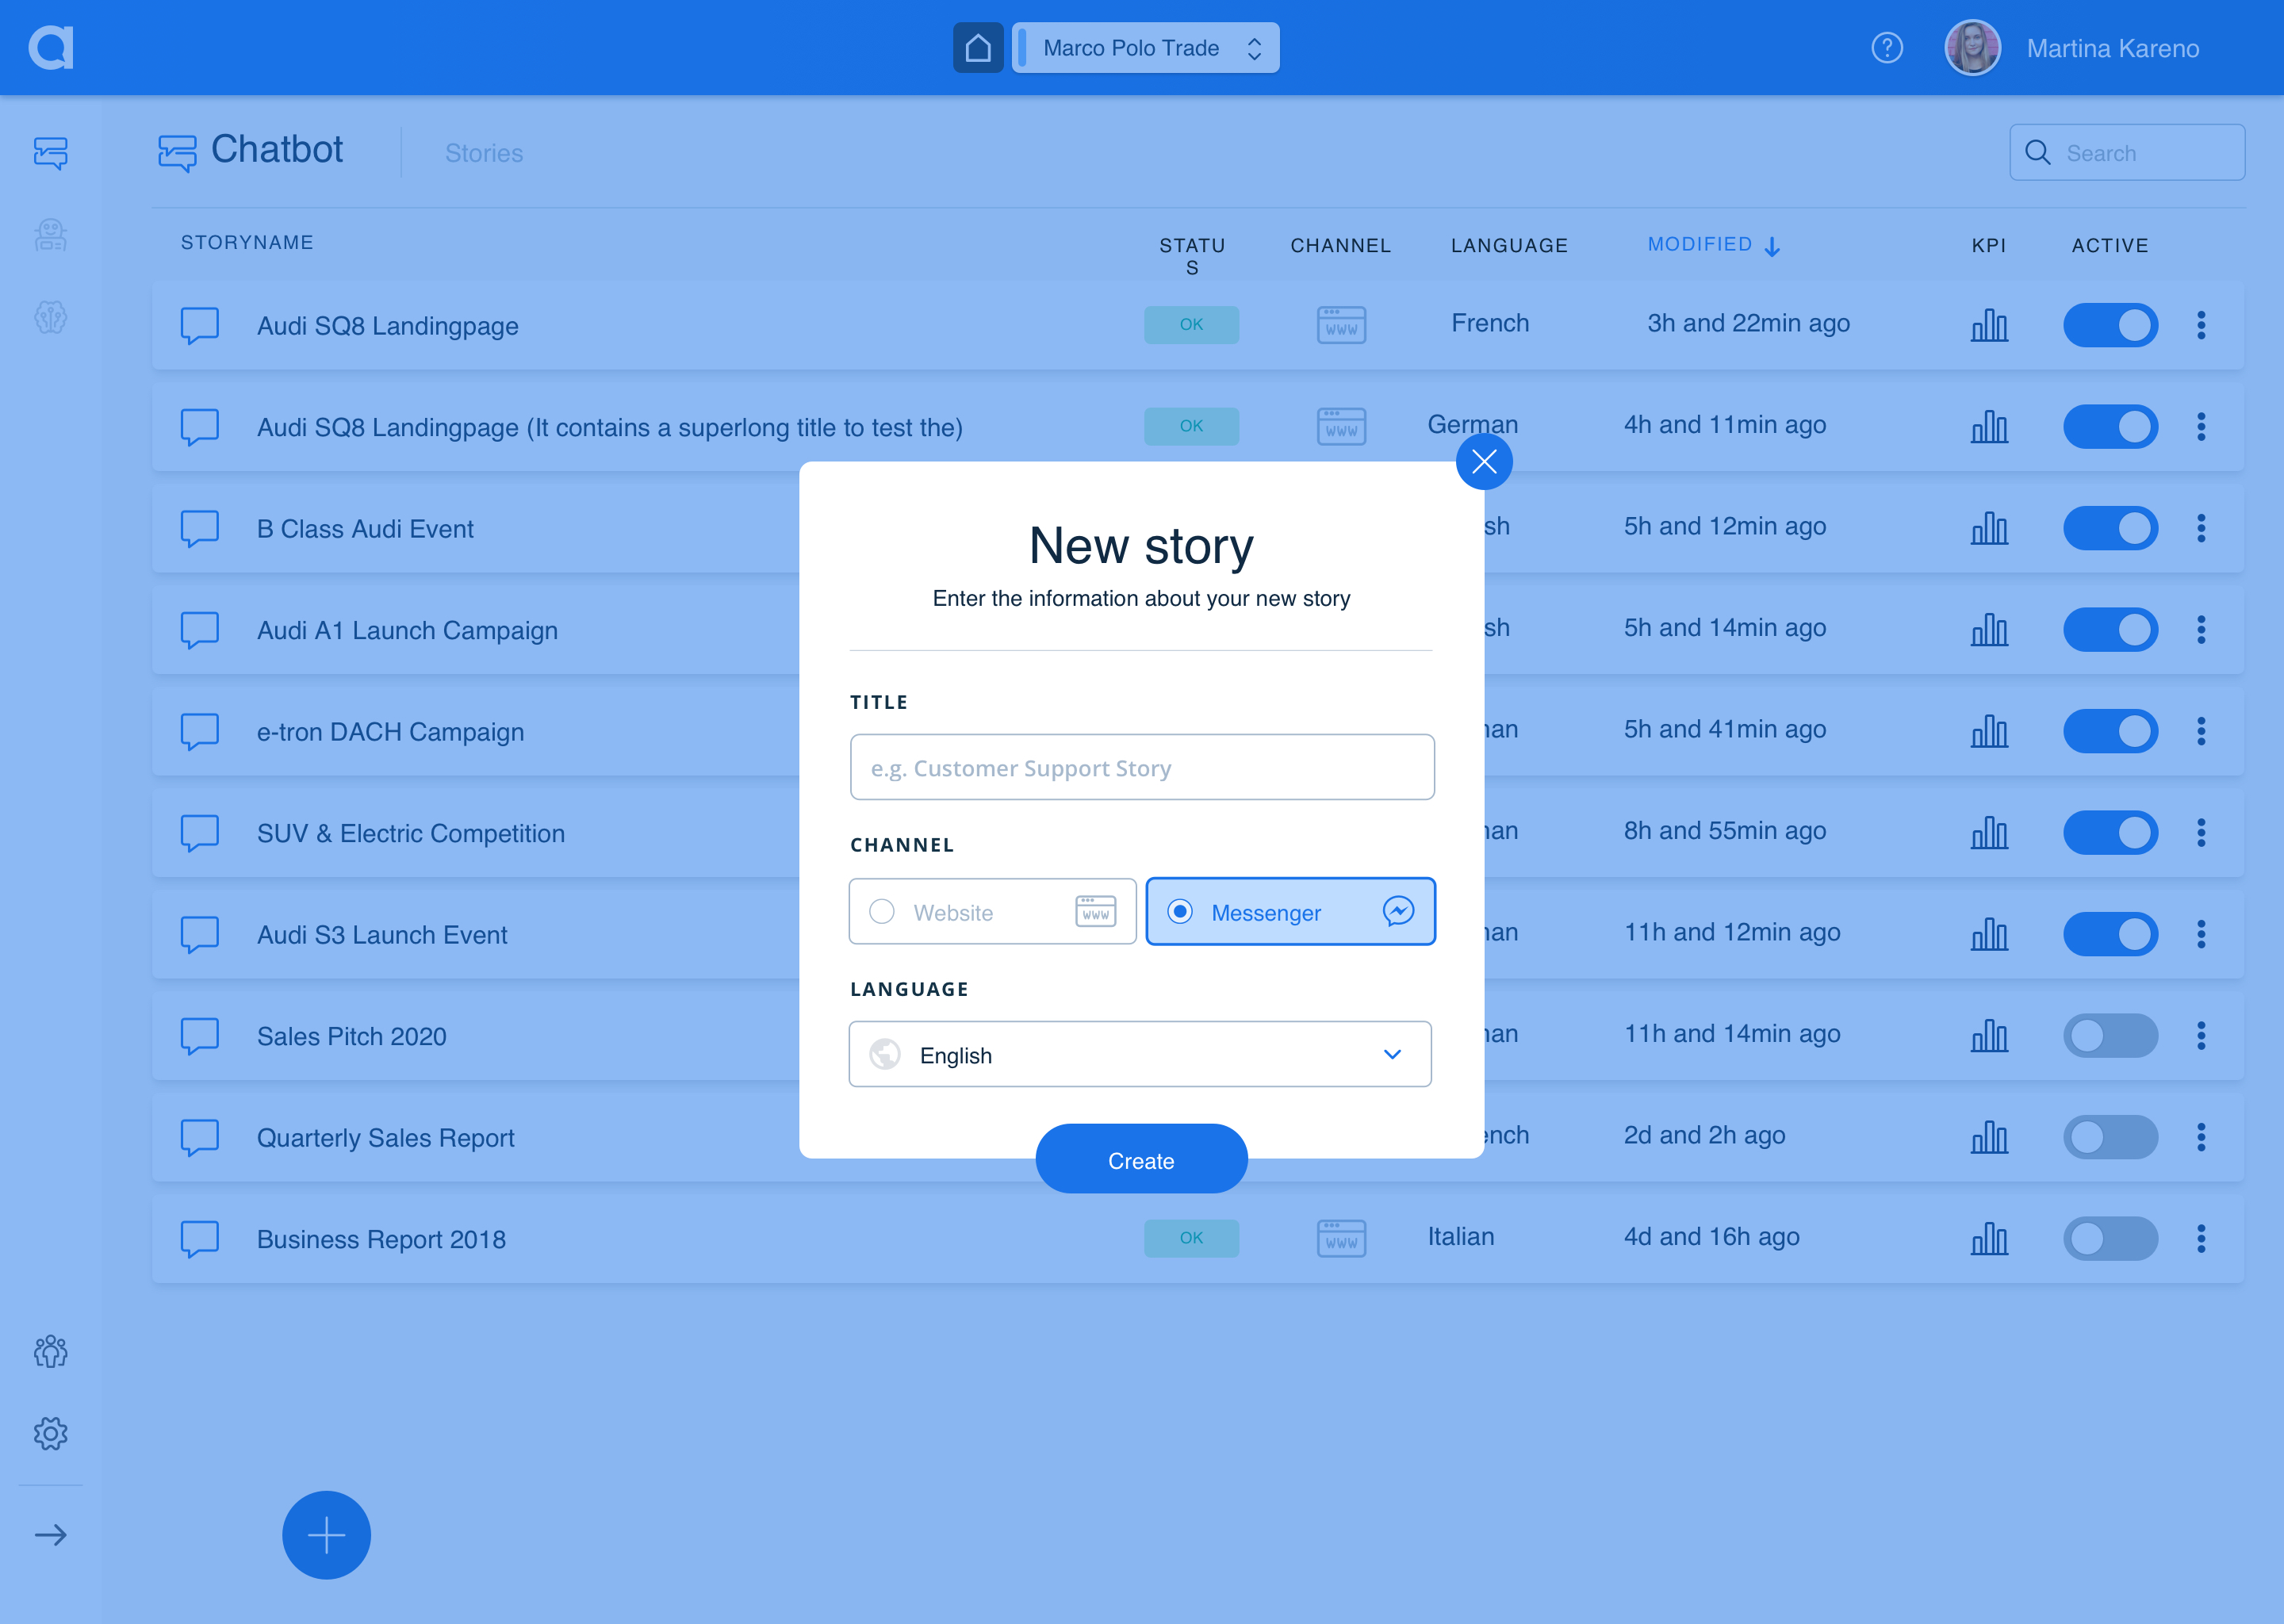 Marco Polo Trade
Martina Kareno
Chatbot
Stories
Search
STORYNAME
STATU
S
CHANNEL
LANGUAGE
MODIFIED
KPI
ACTIVE
Audi SQ8 Landingpage
OK
WWW
French
3h and 22min ago
Audi SQ8 Landingpage (It contains a superlong title to test the)
OK
WWW
German
4h and 11min ago
B Class Audi Event
sh
5h and 12min ago
Audi A1 Launch Campaign
sh
5h and 14min ago
e-tron DACH Campaign
an
5h and 41min ago
SUV & Electric Competition
an
8h and 55min ago
Audi S3 Launch Event
an
11h and 12min ago
Sales Pitch 2020
an
11h and 14min ago
Quarterly Sales Report
nch
2d and 2h ago
Business Report 2018
OK
WWW
Italian
4d and 16h ago
New story
Enter the information about your new story
TITLE
e.g. Customer Support Story
CHANNEL
Website
WWW
Messenger
LANGUAGE
English
Create